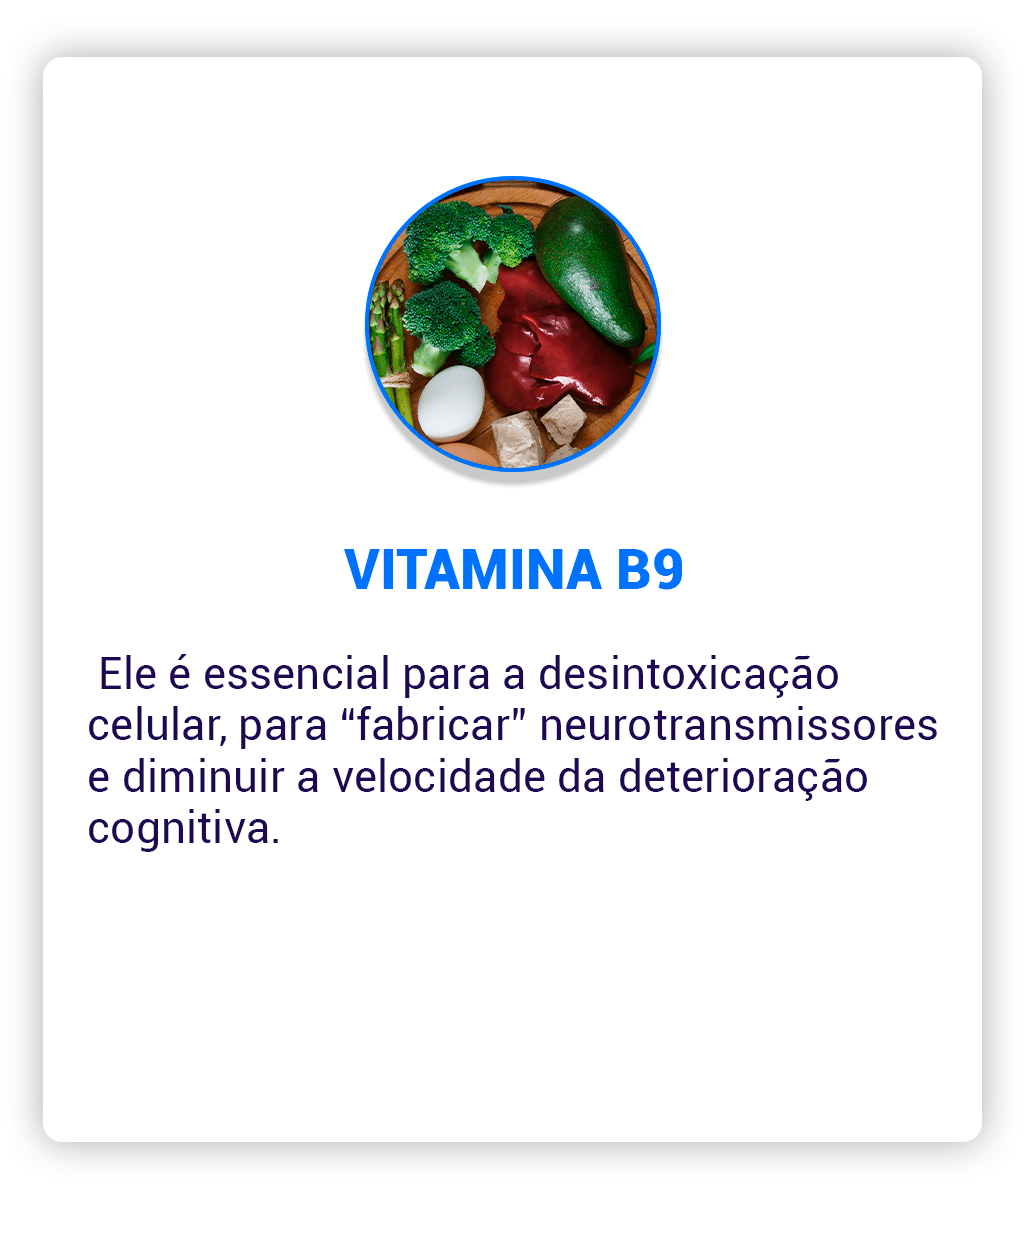 VITAMINA B9
Ele é essencial para a desintoxicação
celular, para “fabricar” neurotransmissores
e diminuir a velocidade da deterioração
cognitiva.